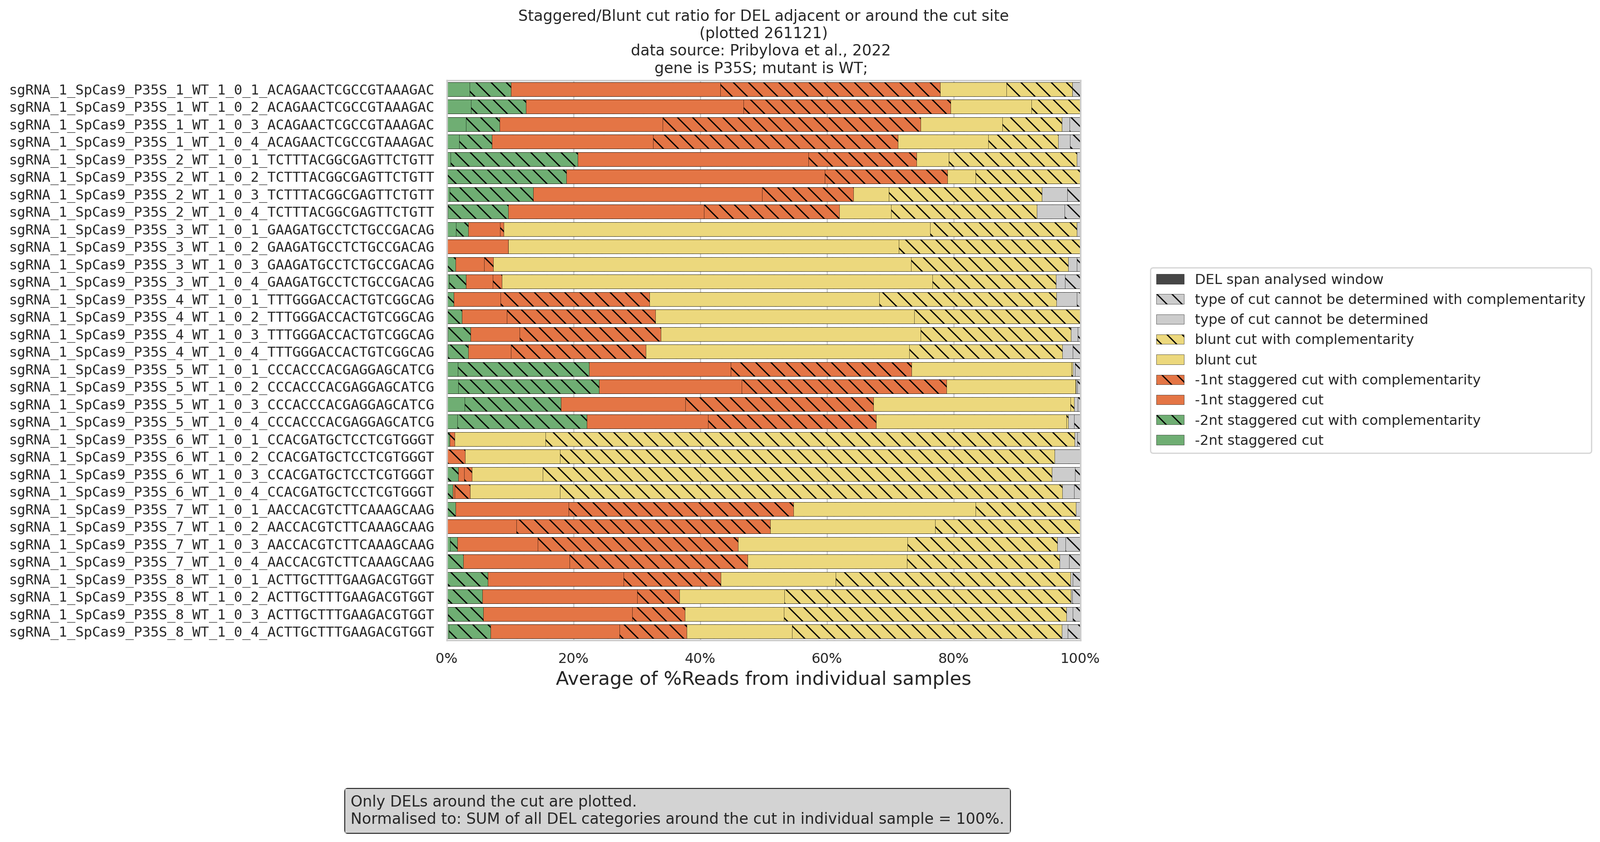 Staggered/Blunt cut ratio for DEL adjacent or around the cut site
(plotted 261121)
data source: Pribylova et al., 2022
gene is P35S; mutant is WT;
sgRNA_1_SpCas9_P35S_1_WT_1_0_1_ACAGAACTCGCCGTAAAGAC
sgRNA_1_SpCas9_P35S_1_WT_1_0_2_ACAGAACTCGCCGTAAAGAC
sgRNA_1_SpCas9_P35S_1_WT_1_0_3_ACAGAACTCGCCGTAAAGAC
sgRNA_1_SpCas9_P35S_1_WT_1_0_4_ACAGAACTCGCCGTAAAGAC
sgRNA_1_SpCas9_P35S_2_WT_1_0_1_TCTTTACGGCGAGTTCTGTT
sgRNA_1_SpCas9_P35S_2_WT_1_0_2_TCTTTACGGCGAGTTCTGTT
sgRNA_1_SpCas9_P35S_2_WT_1_0_3_TCTTTACGGCGAGTTCTGTT
sgRNA_1_SpCas9_P35S_2_WT_1_0_4_TCTTTACGGCGAGTTCTGTT
sgRNA_1_SpCas9_P35S_3_WT_1_0_1_GAAGATGCCTCTGCCGACAG
sgRNA_1_SpCas9_P35S_3_WT_1_0_2_GAAGATGCCTCTGCCGACAG
sgRNA_1_SpCas9_P35S_3_WT_1_0_3_GAAGATGCCTCTGCCGACAG
sgRNA_1_SpCas9_P35S_3_WT_1_0_4_GAAGATGCCTCTGCCGACAG
sgRNA_1_SpCas9_P35S_4_WT_1_0_1_TTTGGGACCACTGTCGGCAG
sgRNA_1_SpCas9_P35S_4_WT_1_0_2_TTTGGGACCACTGTCGGCAG
sgRNA_1_SpCas9_P35S_4_WT_1_0_3_TTTGGGACCACTGTCGGCAG
sgRNA_1_SpCas9_P35S_4_WT_1_0_4_TTTGGGACCACTGTCGGCAG
sgRNA_1_SpCas9_P35S_5_WT_1_0_1_CCCACCCACGAGGAGCATCG
sgRNA_1_SpCas9_P35S_5_WT_1_0_2_CCCACCCACGAGGAGCATCG
sgRNA_1_SpCas9_P35S_5_WT_1_0_3_CCCACCCACGAGGAGCATCG
sgRNA_1_SpCas9_P35S_5_WT_1_0_4_CCCACCCACGAGGAGCATCG
sgRNA_1_SpCas9_P35S_6_WT_1_0_1_CCACGATGCTCCTCGTGGGT
sgRNA_1_SpCas9_P35S_6_WT_1_0_2_CCACGATGCTCCTCGTGGGT
sgRNA_1_SpCas9_P35S_6_WT_1_0_3_CCACGATGCTCCTCGTGGGT
sgRNA_1_SpCas9_P35S_6_WT_1_0_4_CCACGATGCTCCTCGTGGGT
sgRNA_1_SpCas9_P35S_7_WT_1_0_1_AACCACGTCTTCAAAGCAAG
sgRNA_1_SpCas9_P35S_7_WT_1_0_2_AACCACGTCTTCAAAGCAAG
sgRNA_1_SpCas9_P35S_7_WT_1_0_3_AACCACGTCTTCAAAGCAAG
sgRNA_1_SpCas9_P35S_7_WT_1_0_4_AACCACGTCTTCAAAGCAAG
sgRNA_1_SpCas9_P35S_8_WT_1_0_1_ACTTGCTTTGAAGACGTGGT
sgRNA_1_SpCas9_P35S_8_WT_1_0_2_ACTTGCTTTGAAGACGTGGT
sgRNA_1_SpCas9_P35S_8_WT_1_0_3_ACTTGCTTTGAAGACGTGGT
sgRNA_1_SpCas9_P35S_8_WT_1_0_4_ACTTGCTTTGAAGACGTGGT
0% 20% 40% 60% 80% 100%
Average of %Reads from individual samples
DEL span analysed window
type of cut cannot be determined with complementarity
type of cut cannot be determined
blunt cut with complementarity
blunt cut
-1nt staggered cut with complementarity
-1nt staggered cut
-2nt staggered cut with complementarity
-2nt staggered cut
Only DELs around the cut are plotted.
Normalised to: SUM of all DEL categories around the cut in individual sample = 100%.